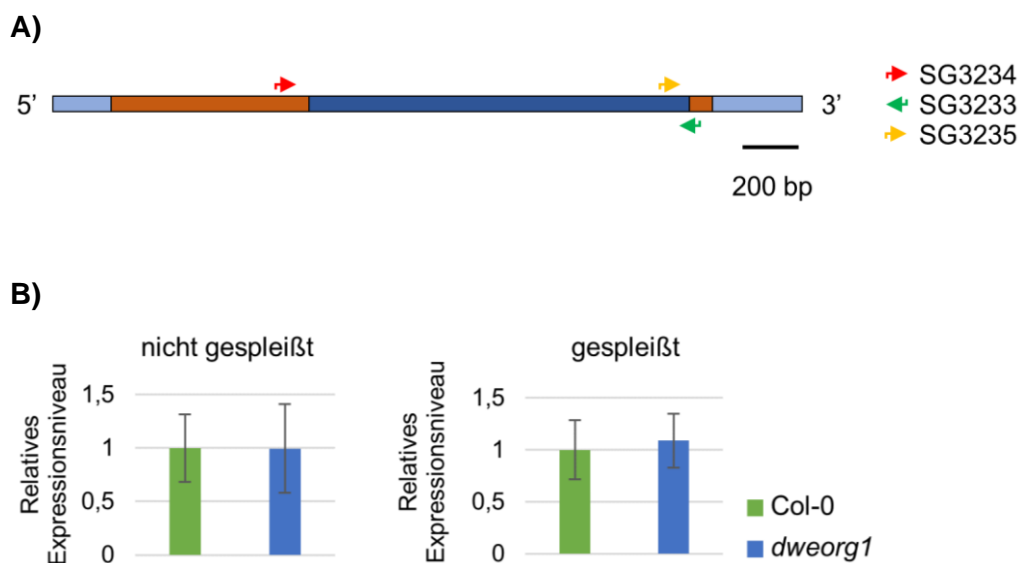 A)
5'
3'
SG3234
SG3233
SG3235
200 bp
B)
nicht gespleißt
Relatives
Expressionsniveau
1,5
1
0,5
0
gespleißt
Relatives
Expressionsniveau
1,5
1
0,5
0
Col-0
dweorg1